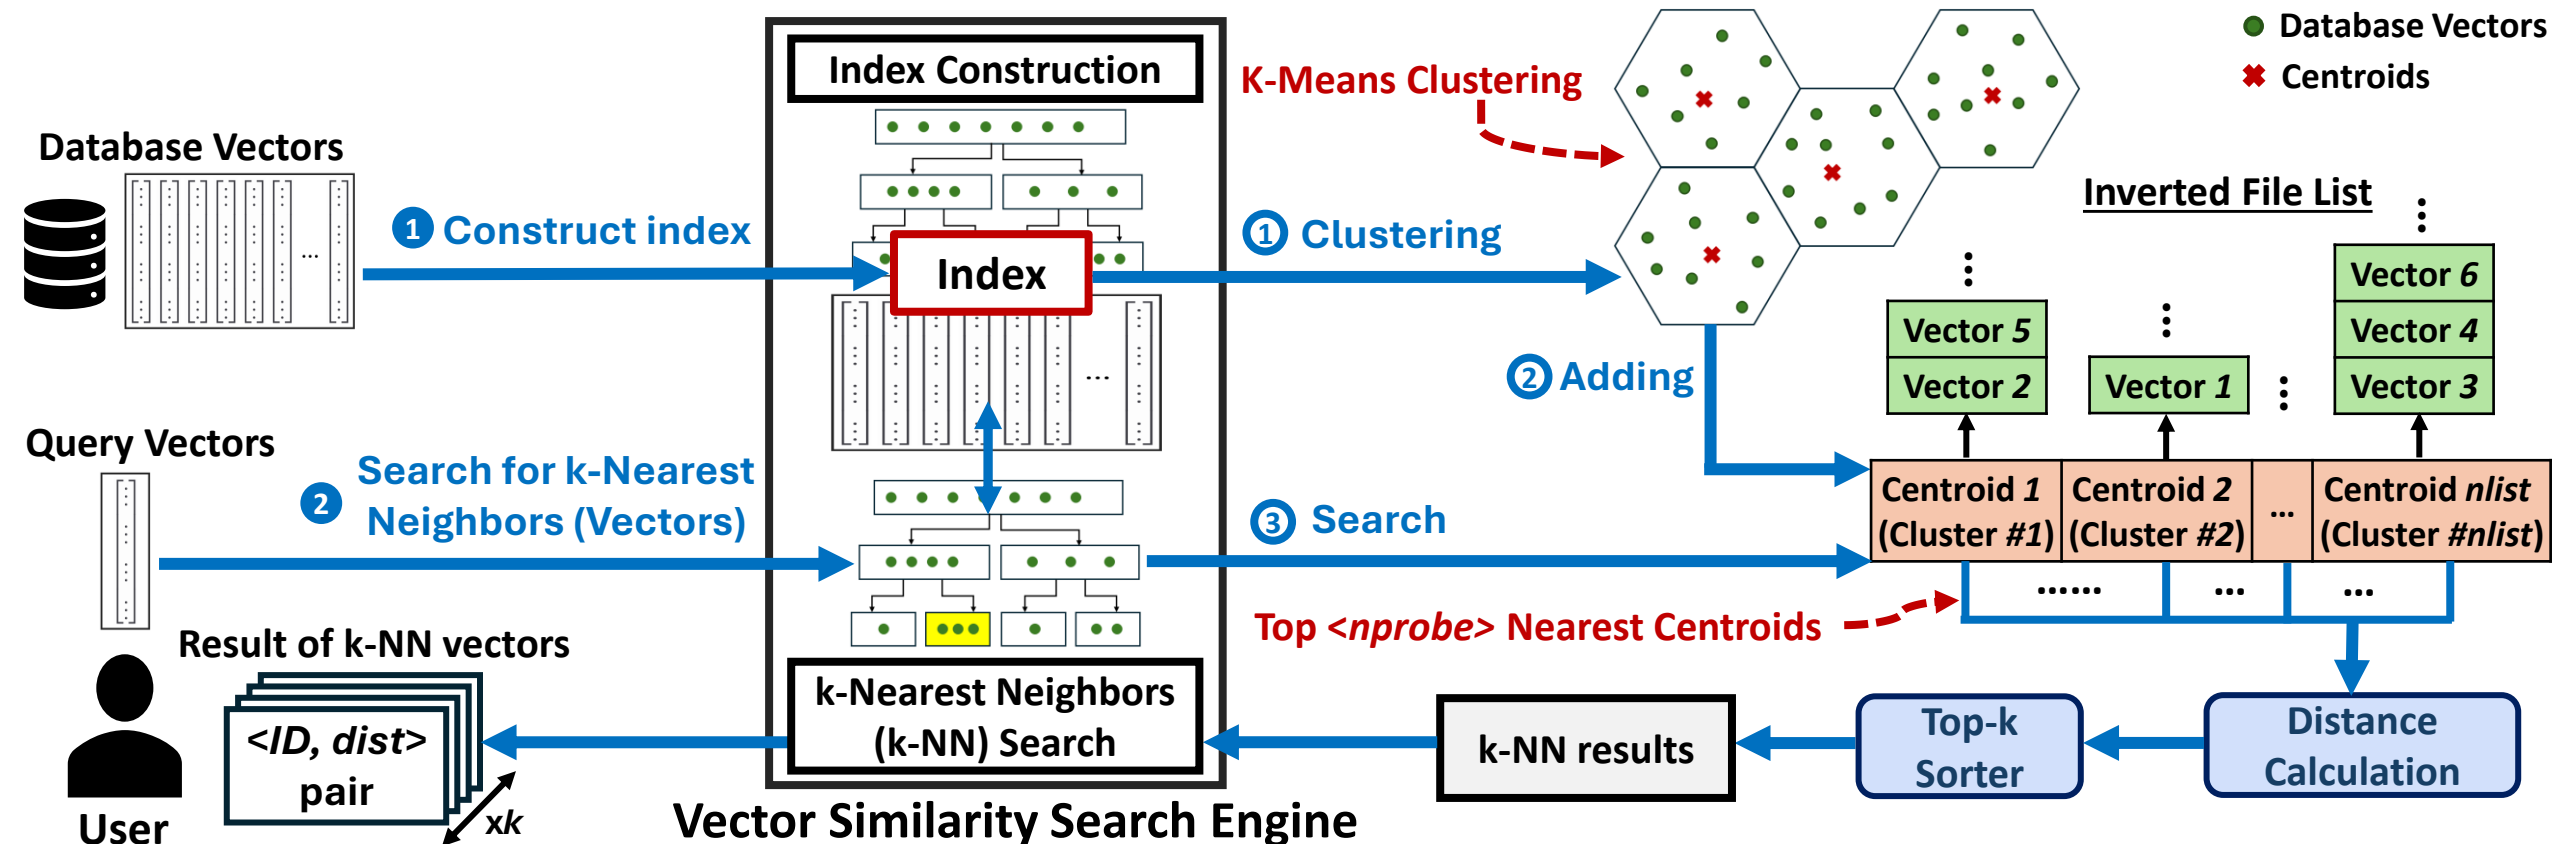 Database Vectors
Centroids
Index Construction
K-Means Clustering
Database Vectors
Inverted File List
1 Construct index
1 Clustering
Index
...
...
Vector 5
Vector 2
Vector 1
Vector 6
Vector 4
Vector 3
2 Adding
Query Vectors
2 Search for k-Nearest
Neighbors (Vectors)
3 Search
Centroid 1
(Cluster #1)
Centroid 2
(Cluster #2)
...
Centroid nlist
(Cluster #nlist)
......
...
...
Top <nprobe> Nearest Centroids
Result of k-NN vectors
<ID, dist>
pair
xk
User
k-Nearest Neighbors
(k-NN) Search
k-NN results
Top-k
Sorter
Distance
Calculation
Vector Similarity Search Engine